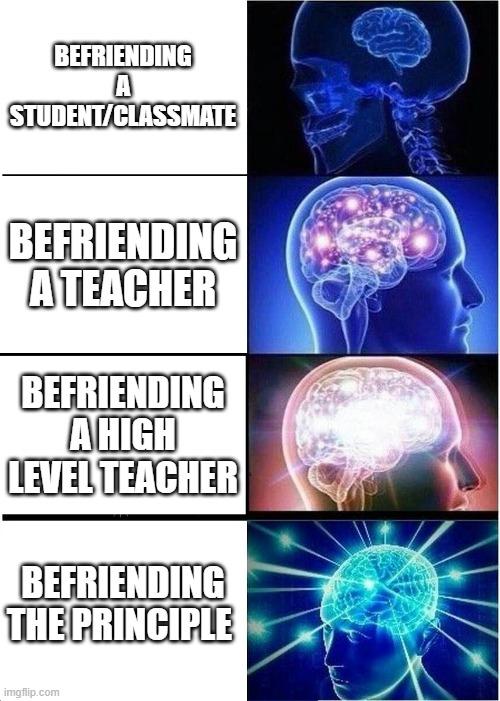 BEFRIENDING
A
STUDENT/CLASSMATE
BEFRIENDING
A TEACHER
BEFRIENDING
A HIGH
LEVEL TEACHER
BEFRIENDING
THE PRINCIPLE
imgflip.com